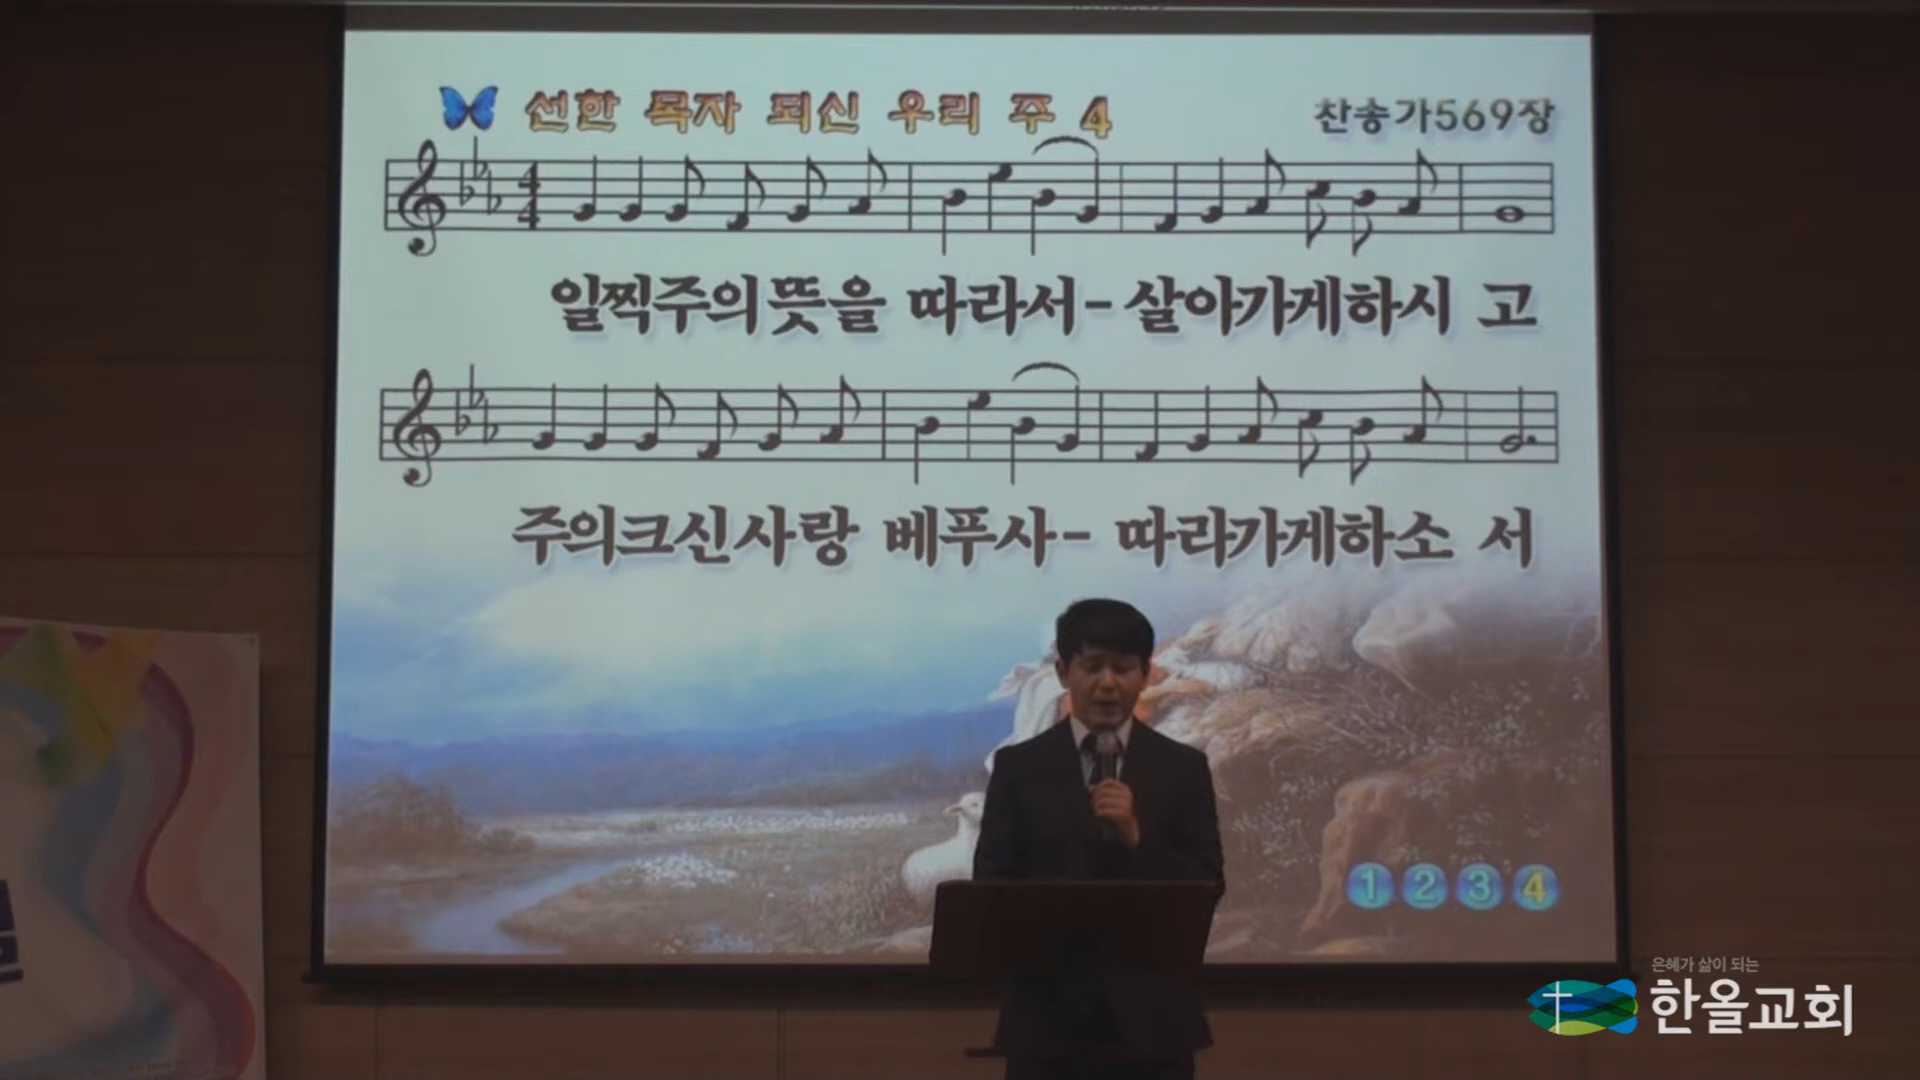 선한 목자 되신 우리 주 4
찬송가569장
일찍주의뜻을 따라서-살아가게하시 고
주의크신사랑 베푸사- 따라가게하소 서
1 2 3 4
은혜가 삶이 되는
한올교회